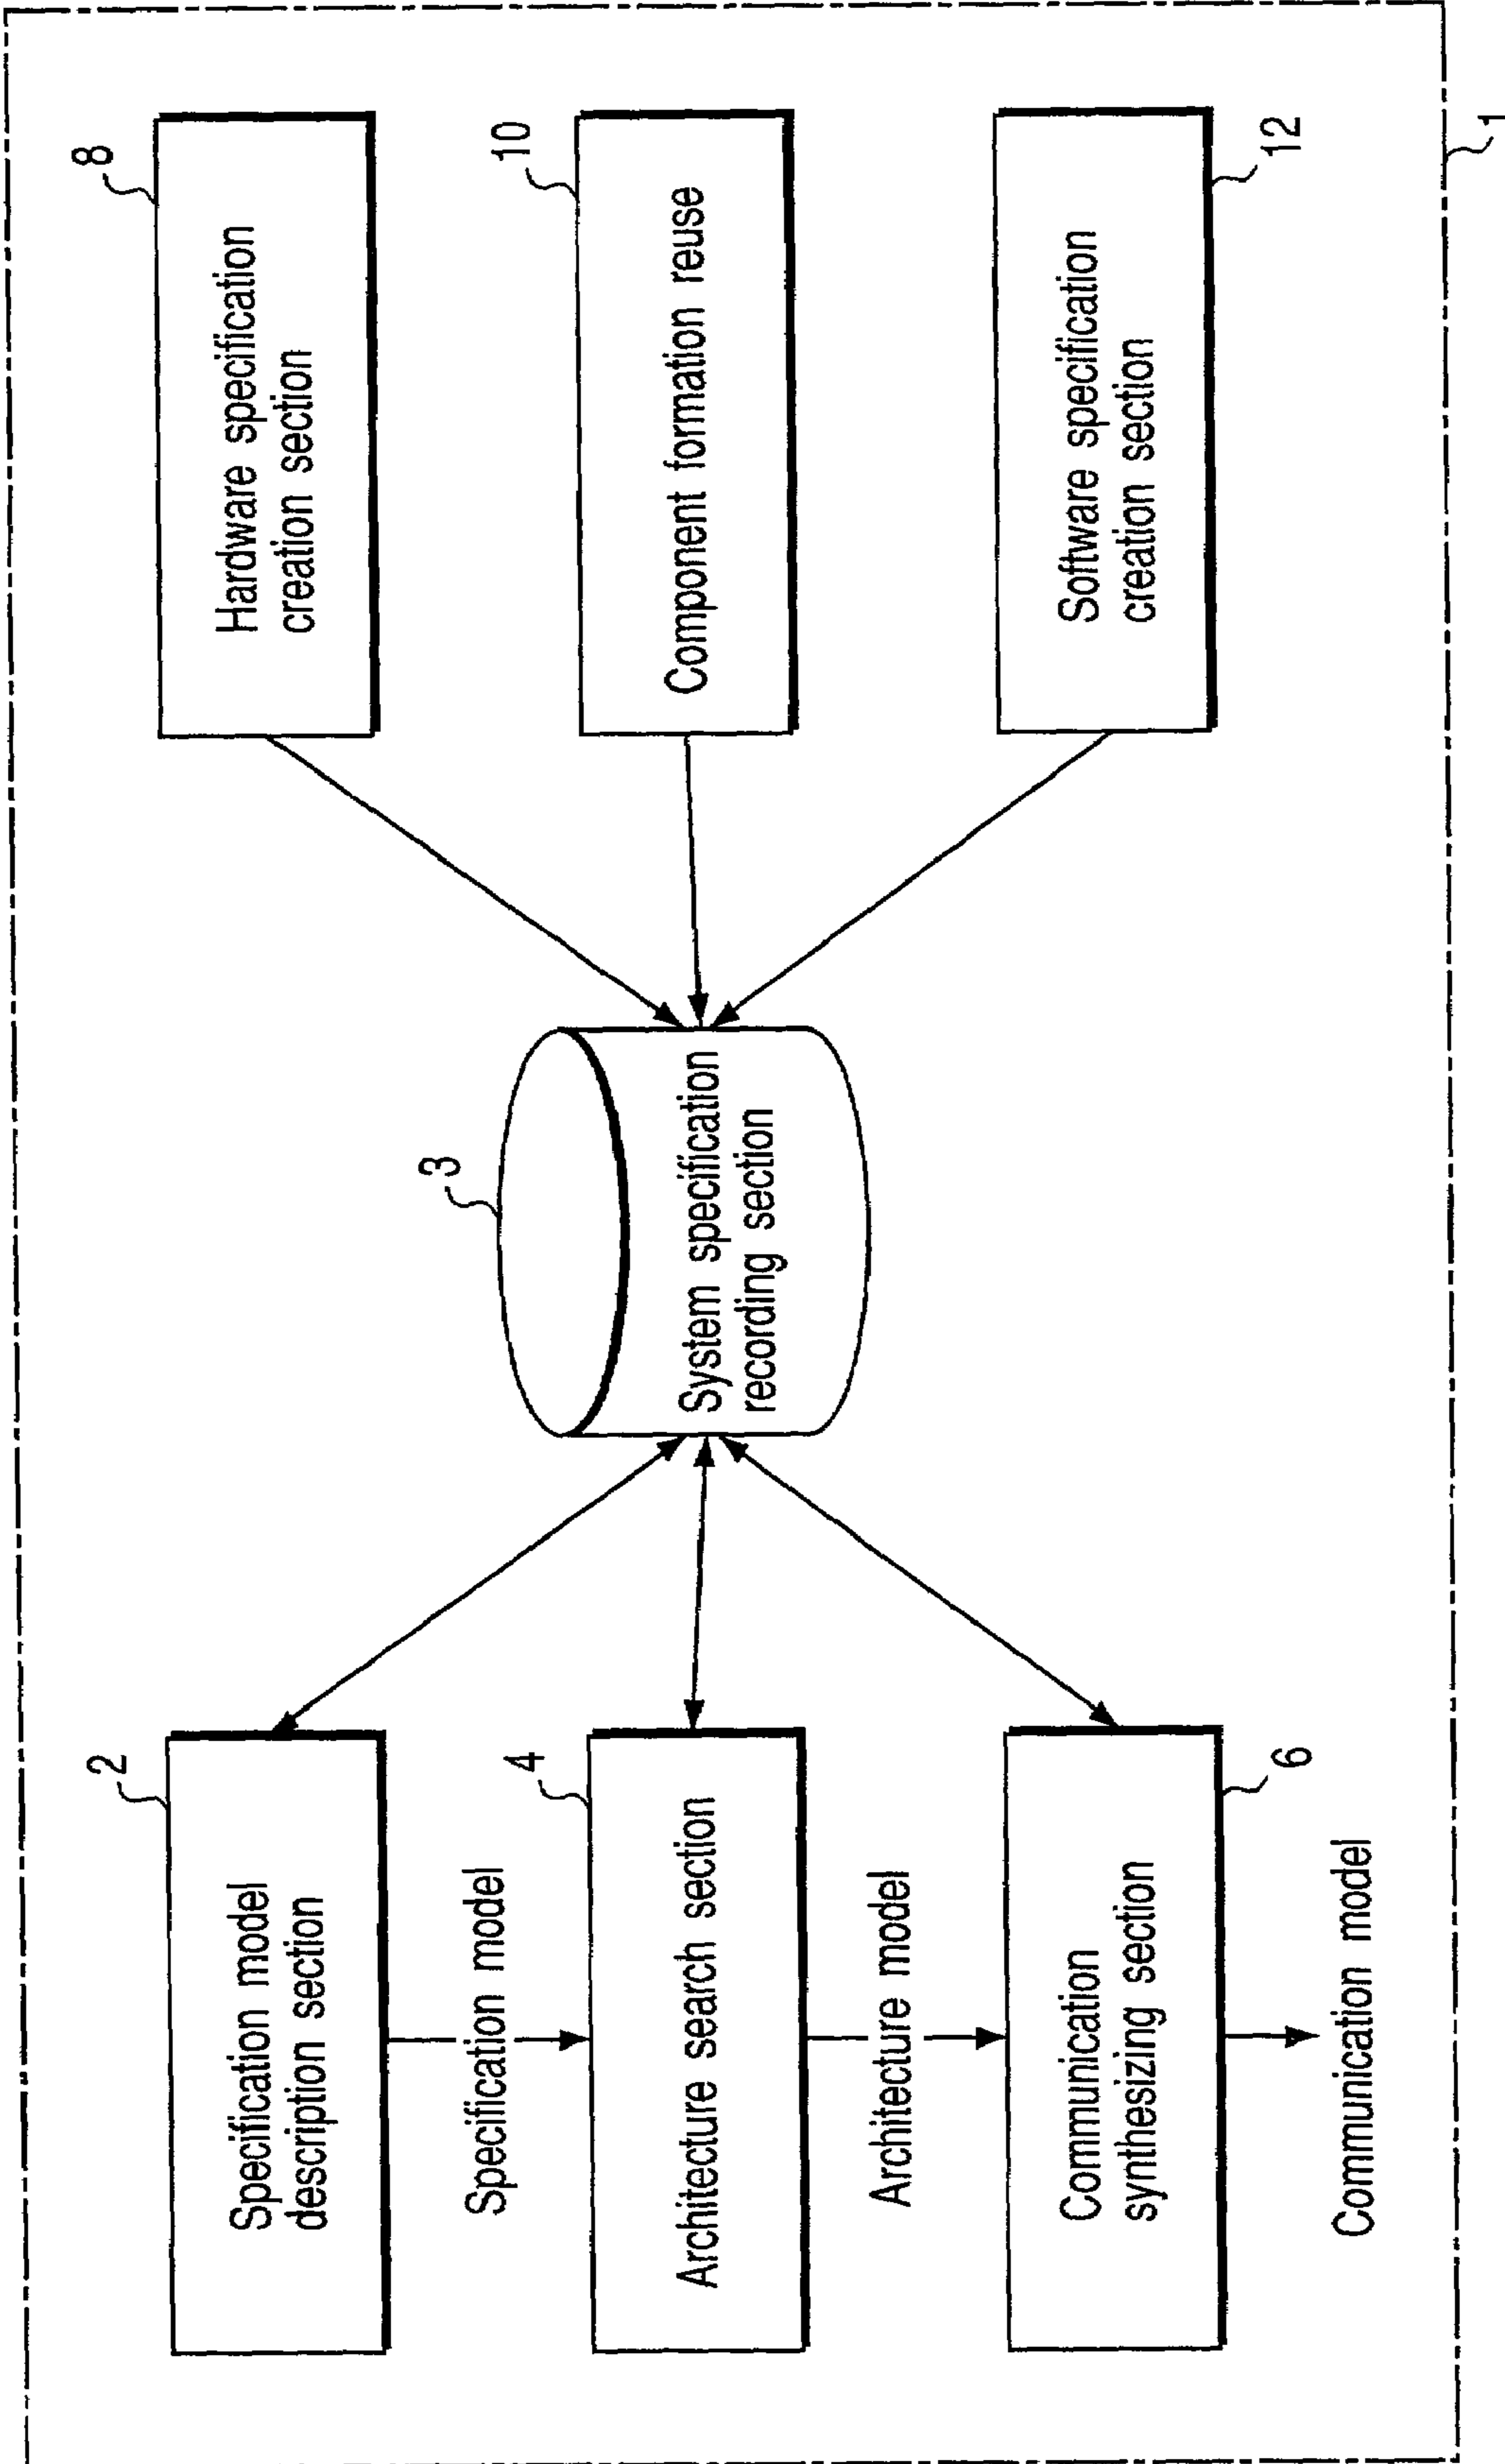 2
Specification model
description section
Specification model
4
Architecture search section
Architecture model
Communication
synthesizing section
6
Communication model
3
System specification
recording section
8
Hardware specification
creation section
10
Component formation reuse
Software specification
creation section
12
1